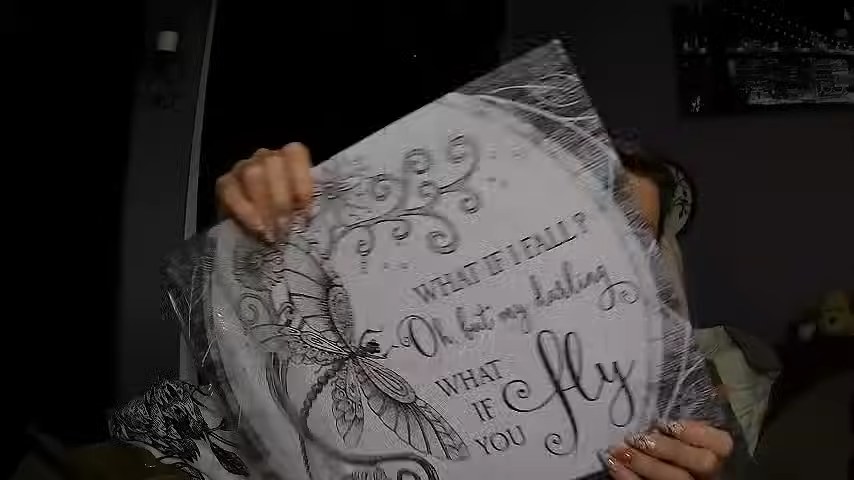 WHAT IF I FALL?
Oh, but my darling
WHAT
IF
YOU
fly